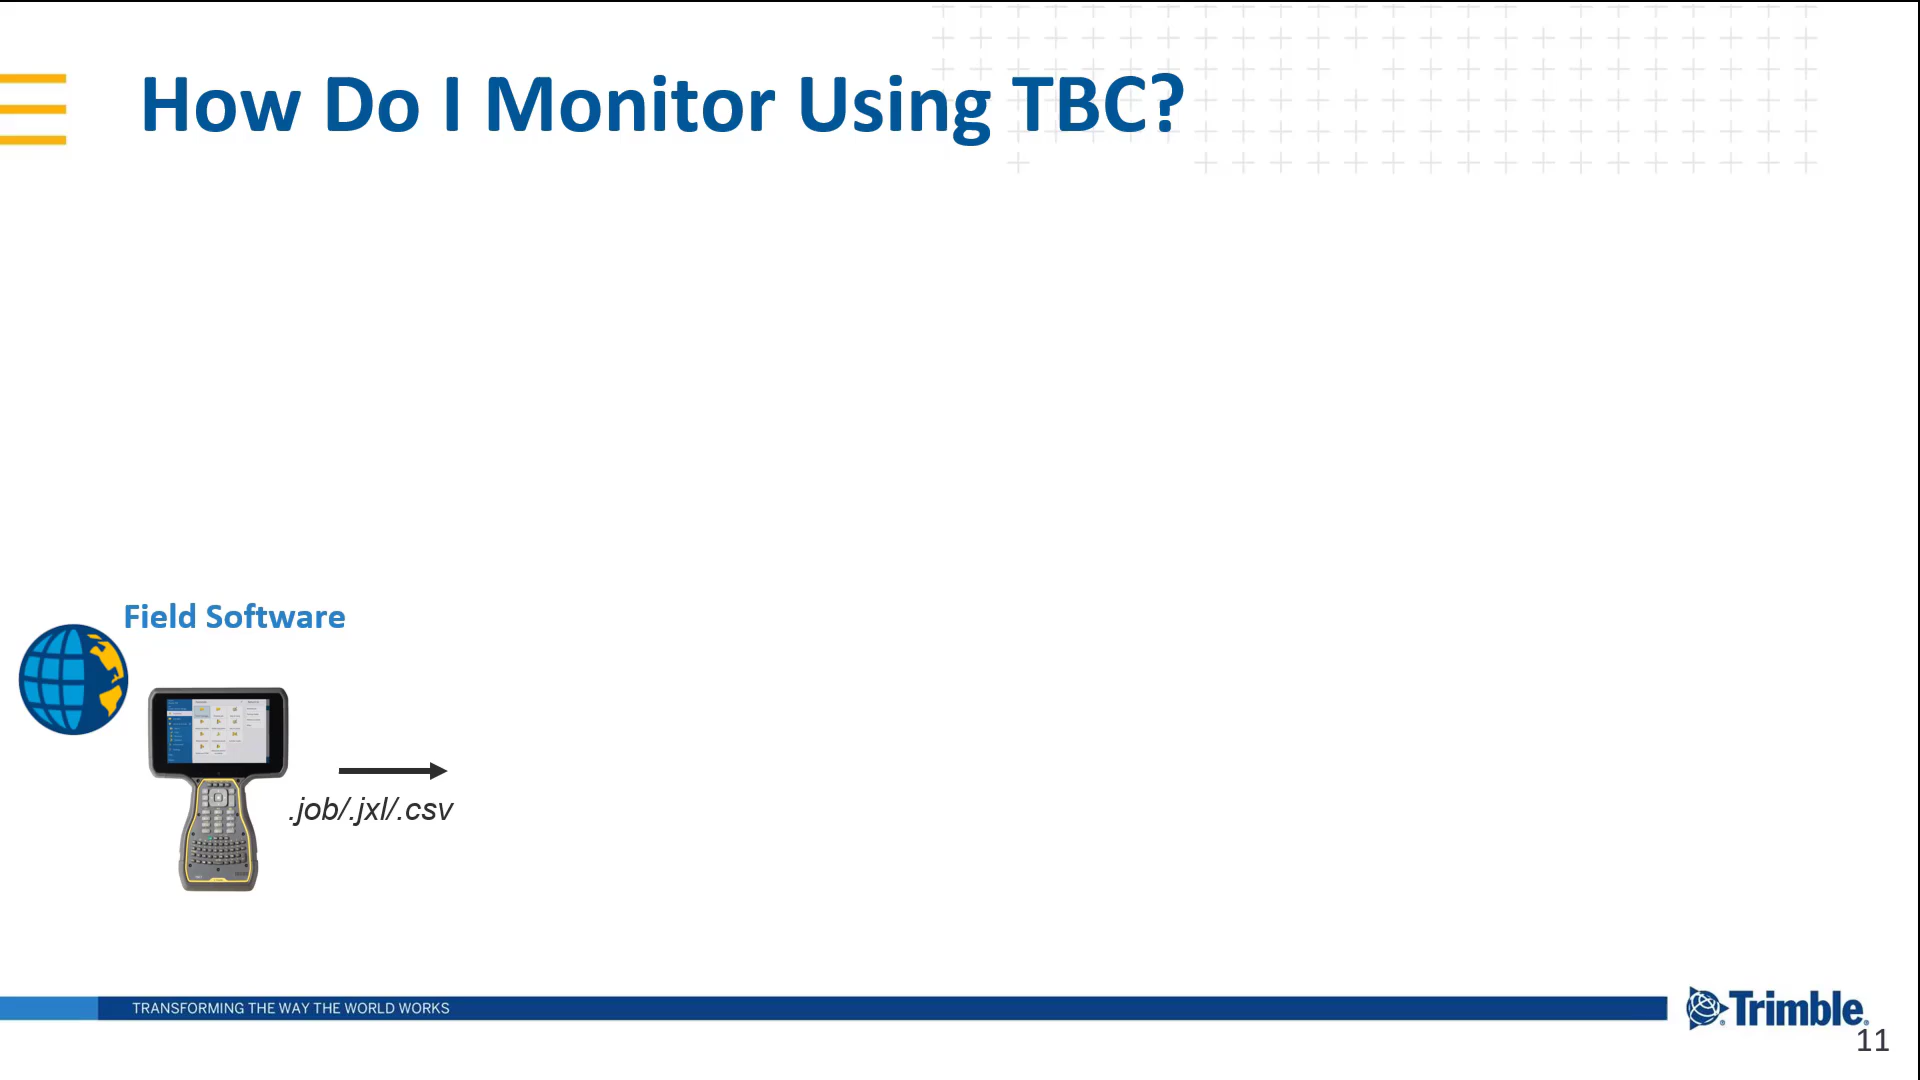 How Do I Monitor Using TBC?
Field Software
.job/.jxl/.csv
TRANSFORMING THE WAY THE WORLD WORKS
Trimble
11